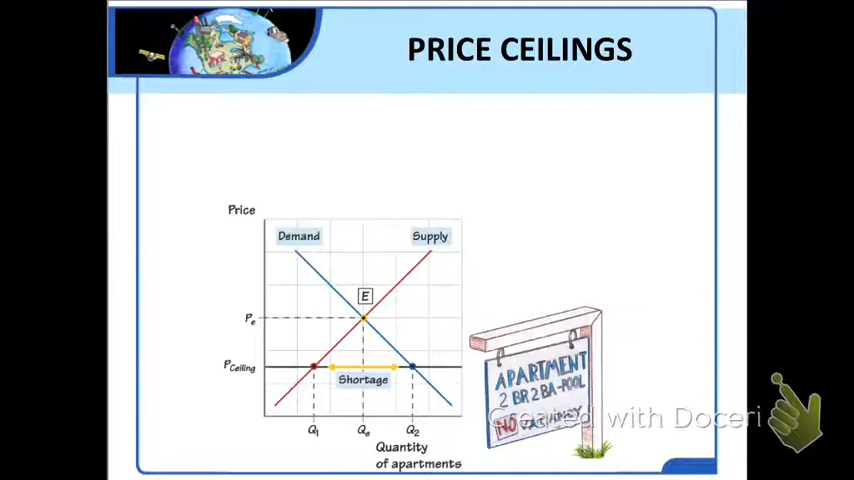 PRICE CEILINGS
Price
Demand
Supply
E
Pe
PCeiling
Shortage
Q1
Qe
Q2
Quantity
of apartments
APARTMENT
2 BR 2 BA-POOL
NO VACANCY
Created with Doceri